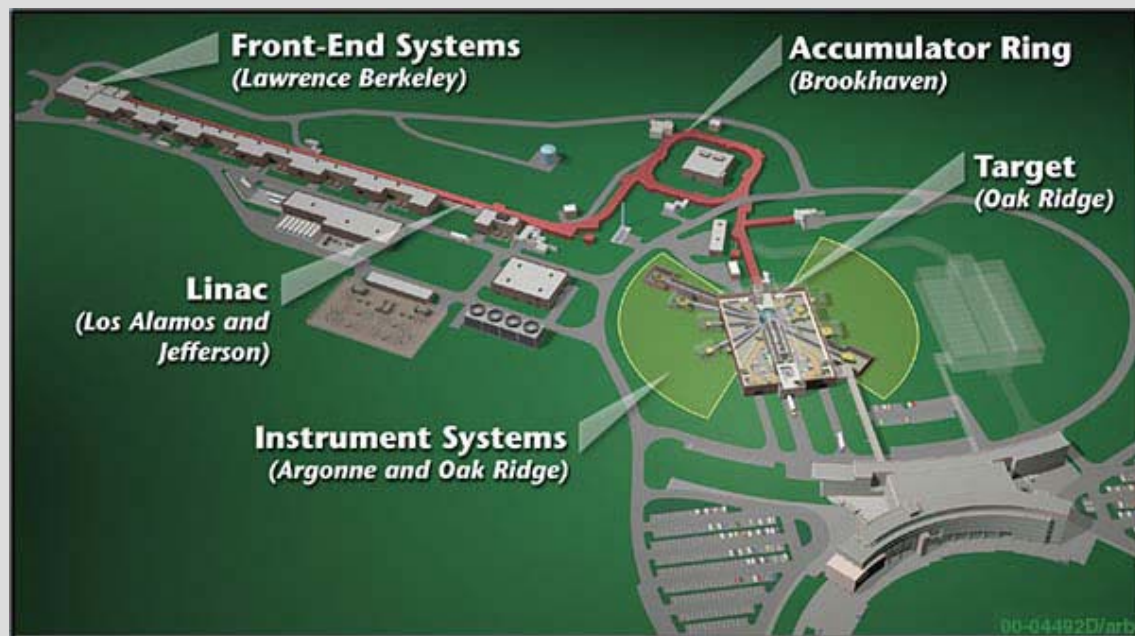 Front-End Systems
(Lawrence Berkeley)
Accumulator Ring
(Brookhaven)
Target
(Oak Ridge)
Linac
(Los Alamos and
Jefferson)
Instrument Systems
(Argonne and Oak Ridge)
00-04492D/arb